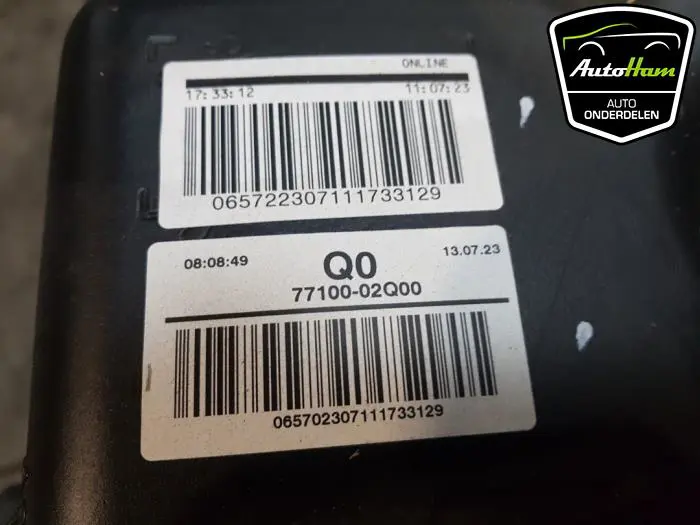 ONLINE
17:33:12 11:07:23
065722307111733129
08:08:49 Q0 13.07.23
77100-02Q00
065702307111733129
AutoHam
AUTO
ONDERDELEN